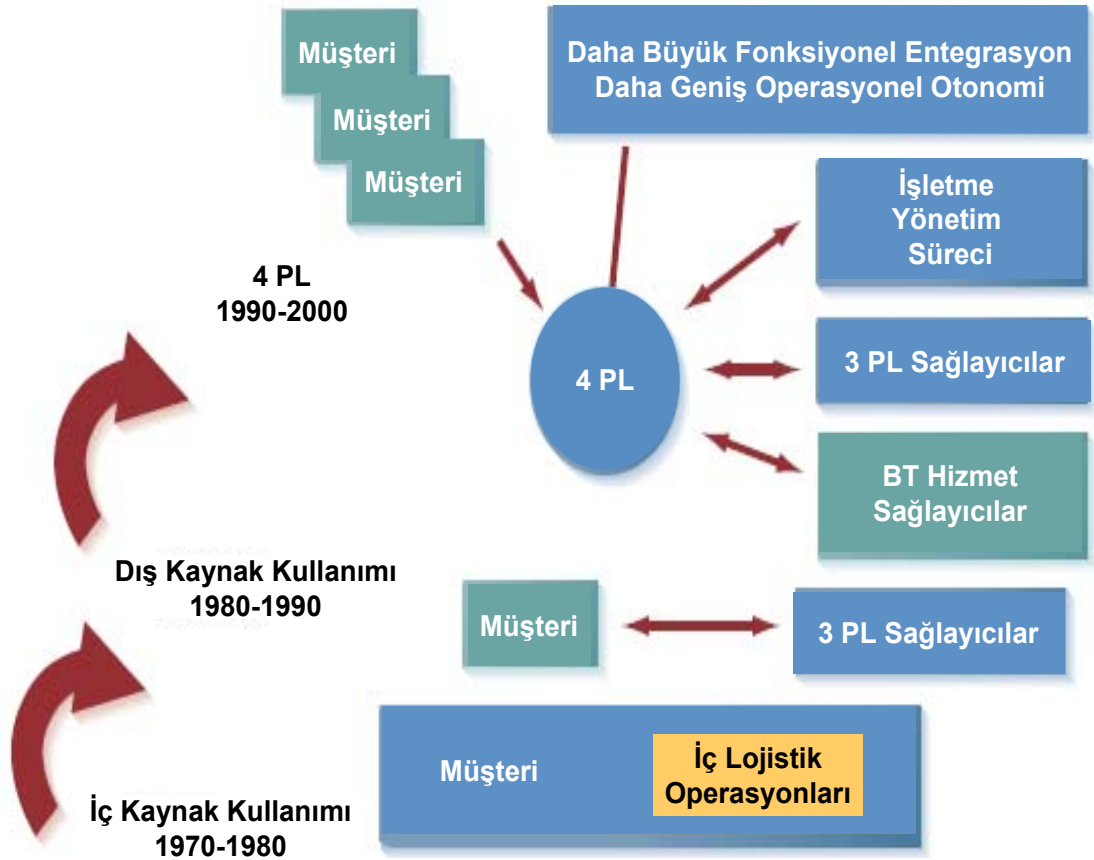 Müşteri
Müşteri
Müşteri
Daha Büyük Fonksiyonel Entegrasyon
Daha Geniş Operasyonel Otonomi
İşletme
Yönetim
Süreci
4 PL
1990-2000
4 PL
3 PL Sağlayıcılar
BT Hizmet
Sağlayıcılar
Dış Kaynak Kullanımı
1980-1990
Müşteri
3 PL Sağlayıcılar
Müşteri
İç Lojistik
Operasyonları
İç Kaynak Kullanımı
1970-1980